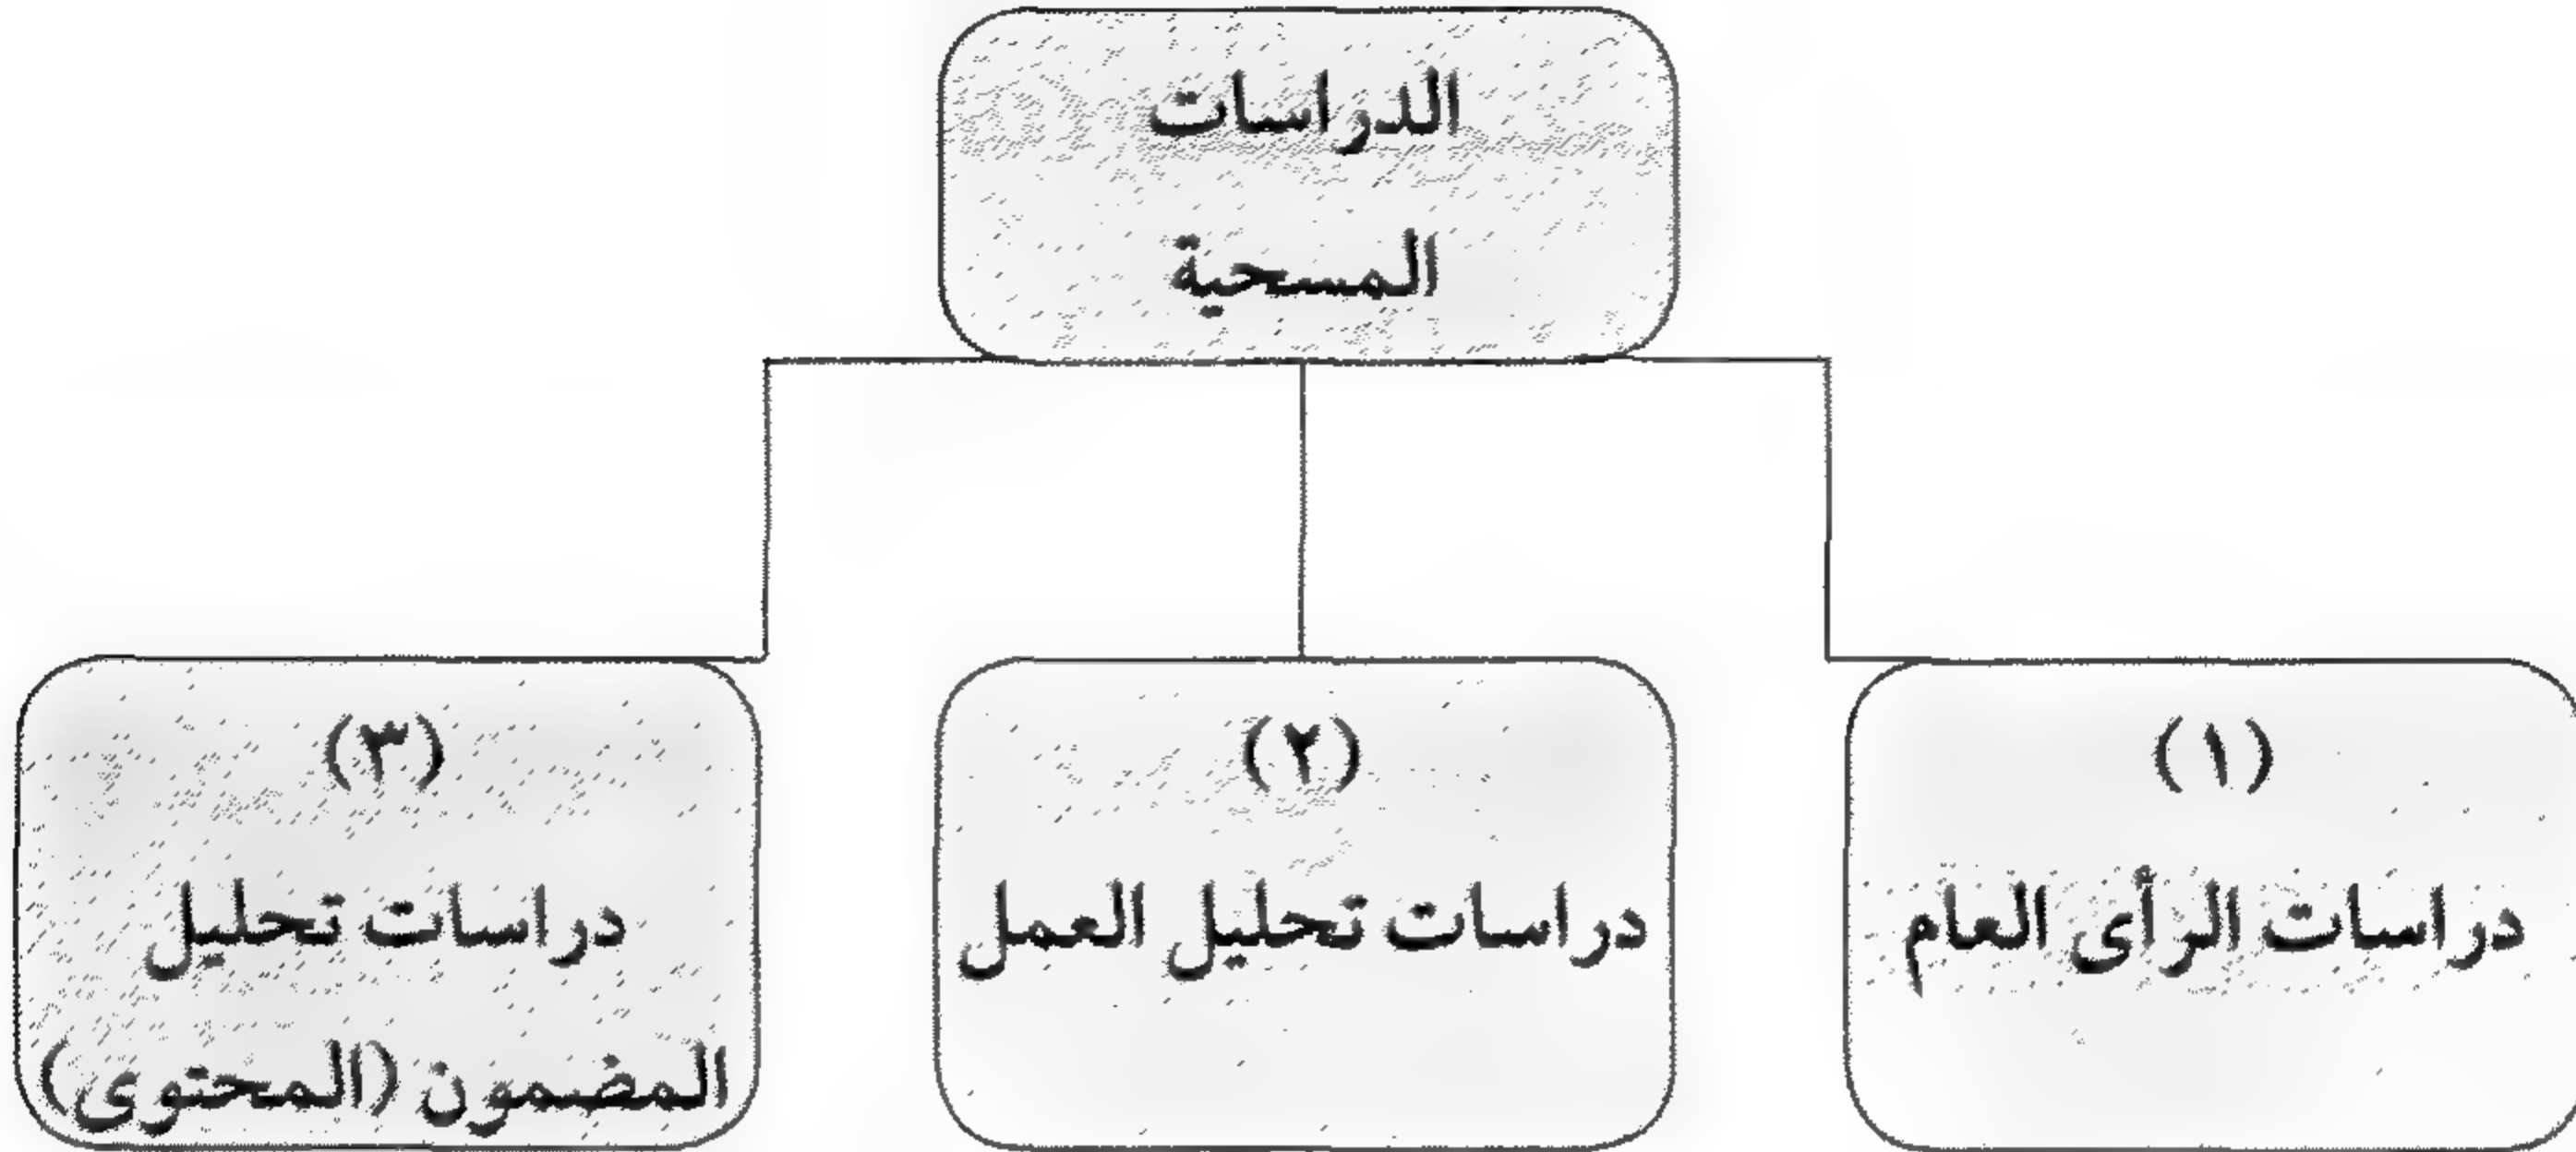 الدراسات
المسحية
(١)
دراسات الرأى العام
(٢)
دراسات تحليل العمل
(٣)
دراسات تحليل
المضمون (المحتوى)